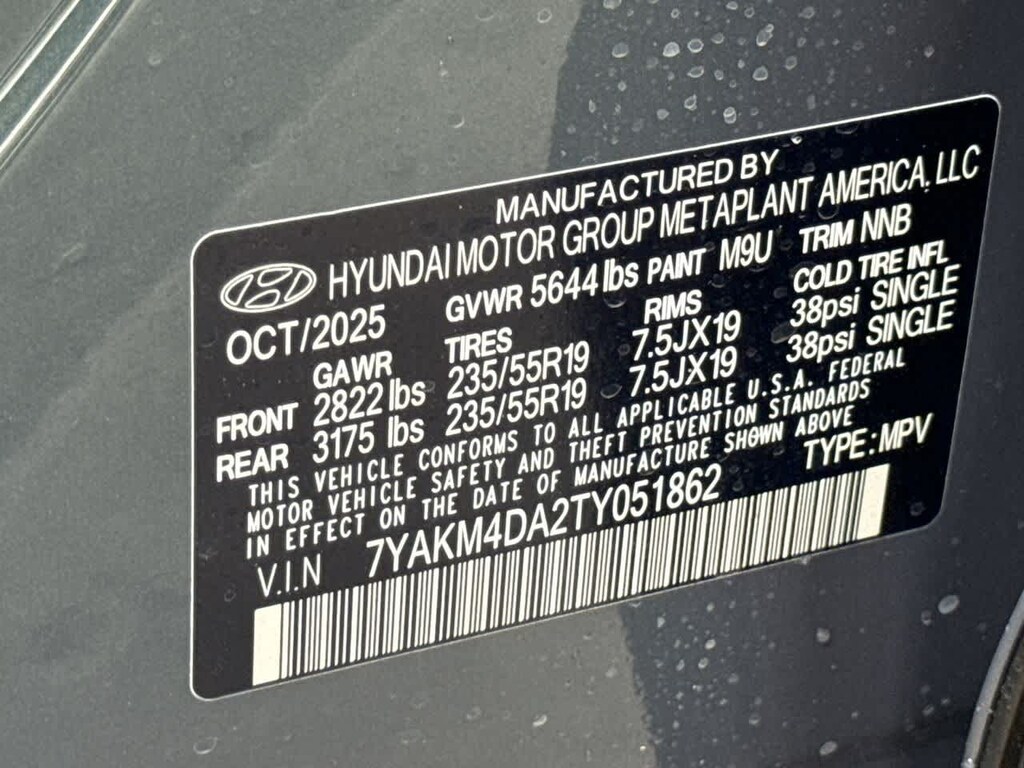 MANUFACTURED BY
HYUNDAI MOTOR GROUP METAPLANT AMERICA, LLC
OCT/2025 GVWR 5644 lbs PAINT M9U TRIM NNB
GAWR TIRES RIMS COLD TIRE INFL
FRONT 2822 lbs 235/55R19 7.5JX19 38psi SINGLE
REAR 3175 lbs 235/55R19 7.5JX19 38psi SINGLE
THIS VEHICLE CONFORMS TO ALL APPLICABLE U.S.A. FEDERAL
MOTOR VEHICLE SAFETY AND THEFT PREVENTION STANDARDS
IN EFFECT ON THE DATE OF MANUFACTURE SHOWN ABOVE
V.I.N 7YAKM4DA2TY051862 TYPE: MPV